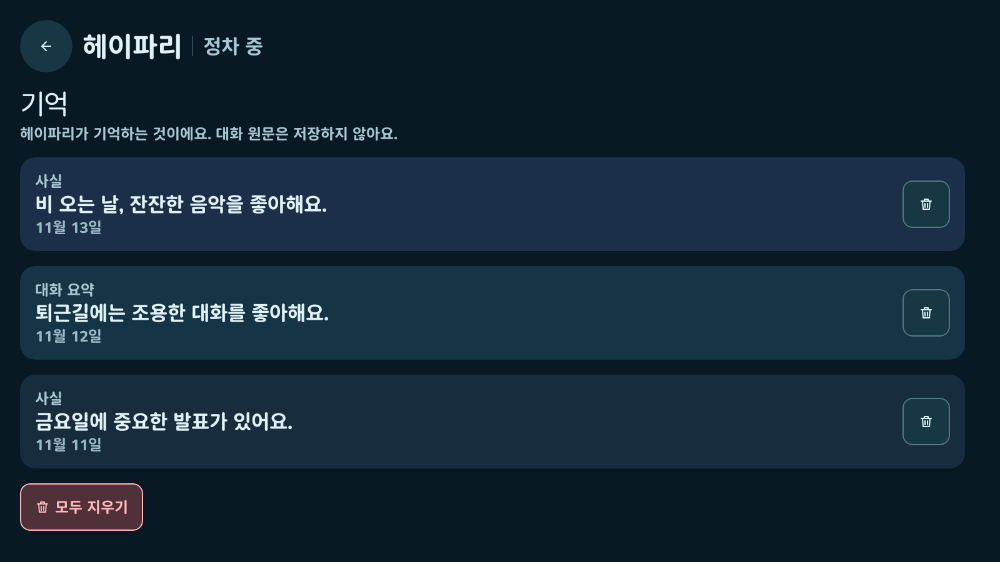 헤이파리
정차 중
기억
헤이파리가 기억하는 것이에요. 대화 원문은 저장하지 않아요.
사실
비 오는 날, 잔잔한 음악을 좋아해요.
11월 13일
대화 요약
퇴근길에는 조용한 대화를 좋아해요.
11월 12일
사실
금요일에 중요한 발표가 있어요.
11월 11일
모두 지우기